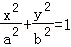 x²/a² + y²/b² = 1